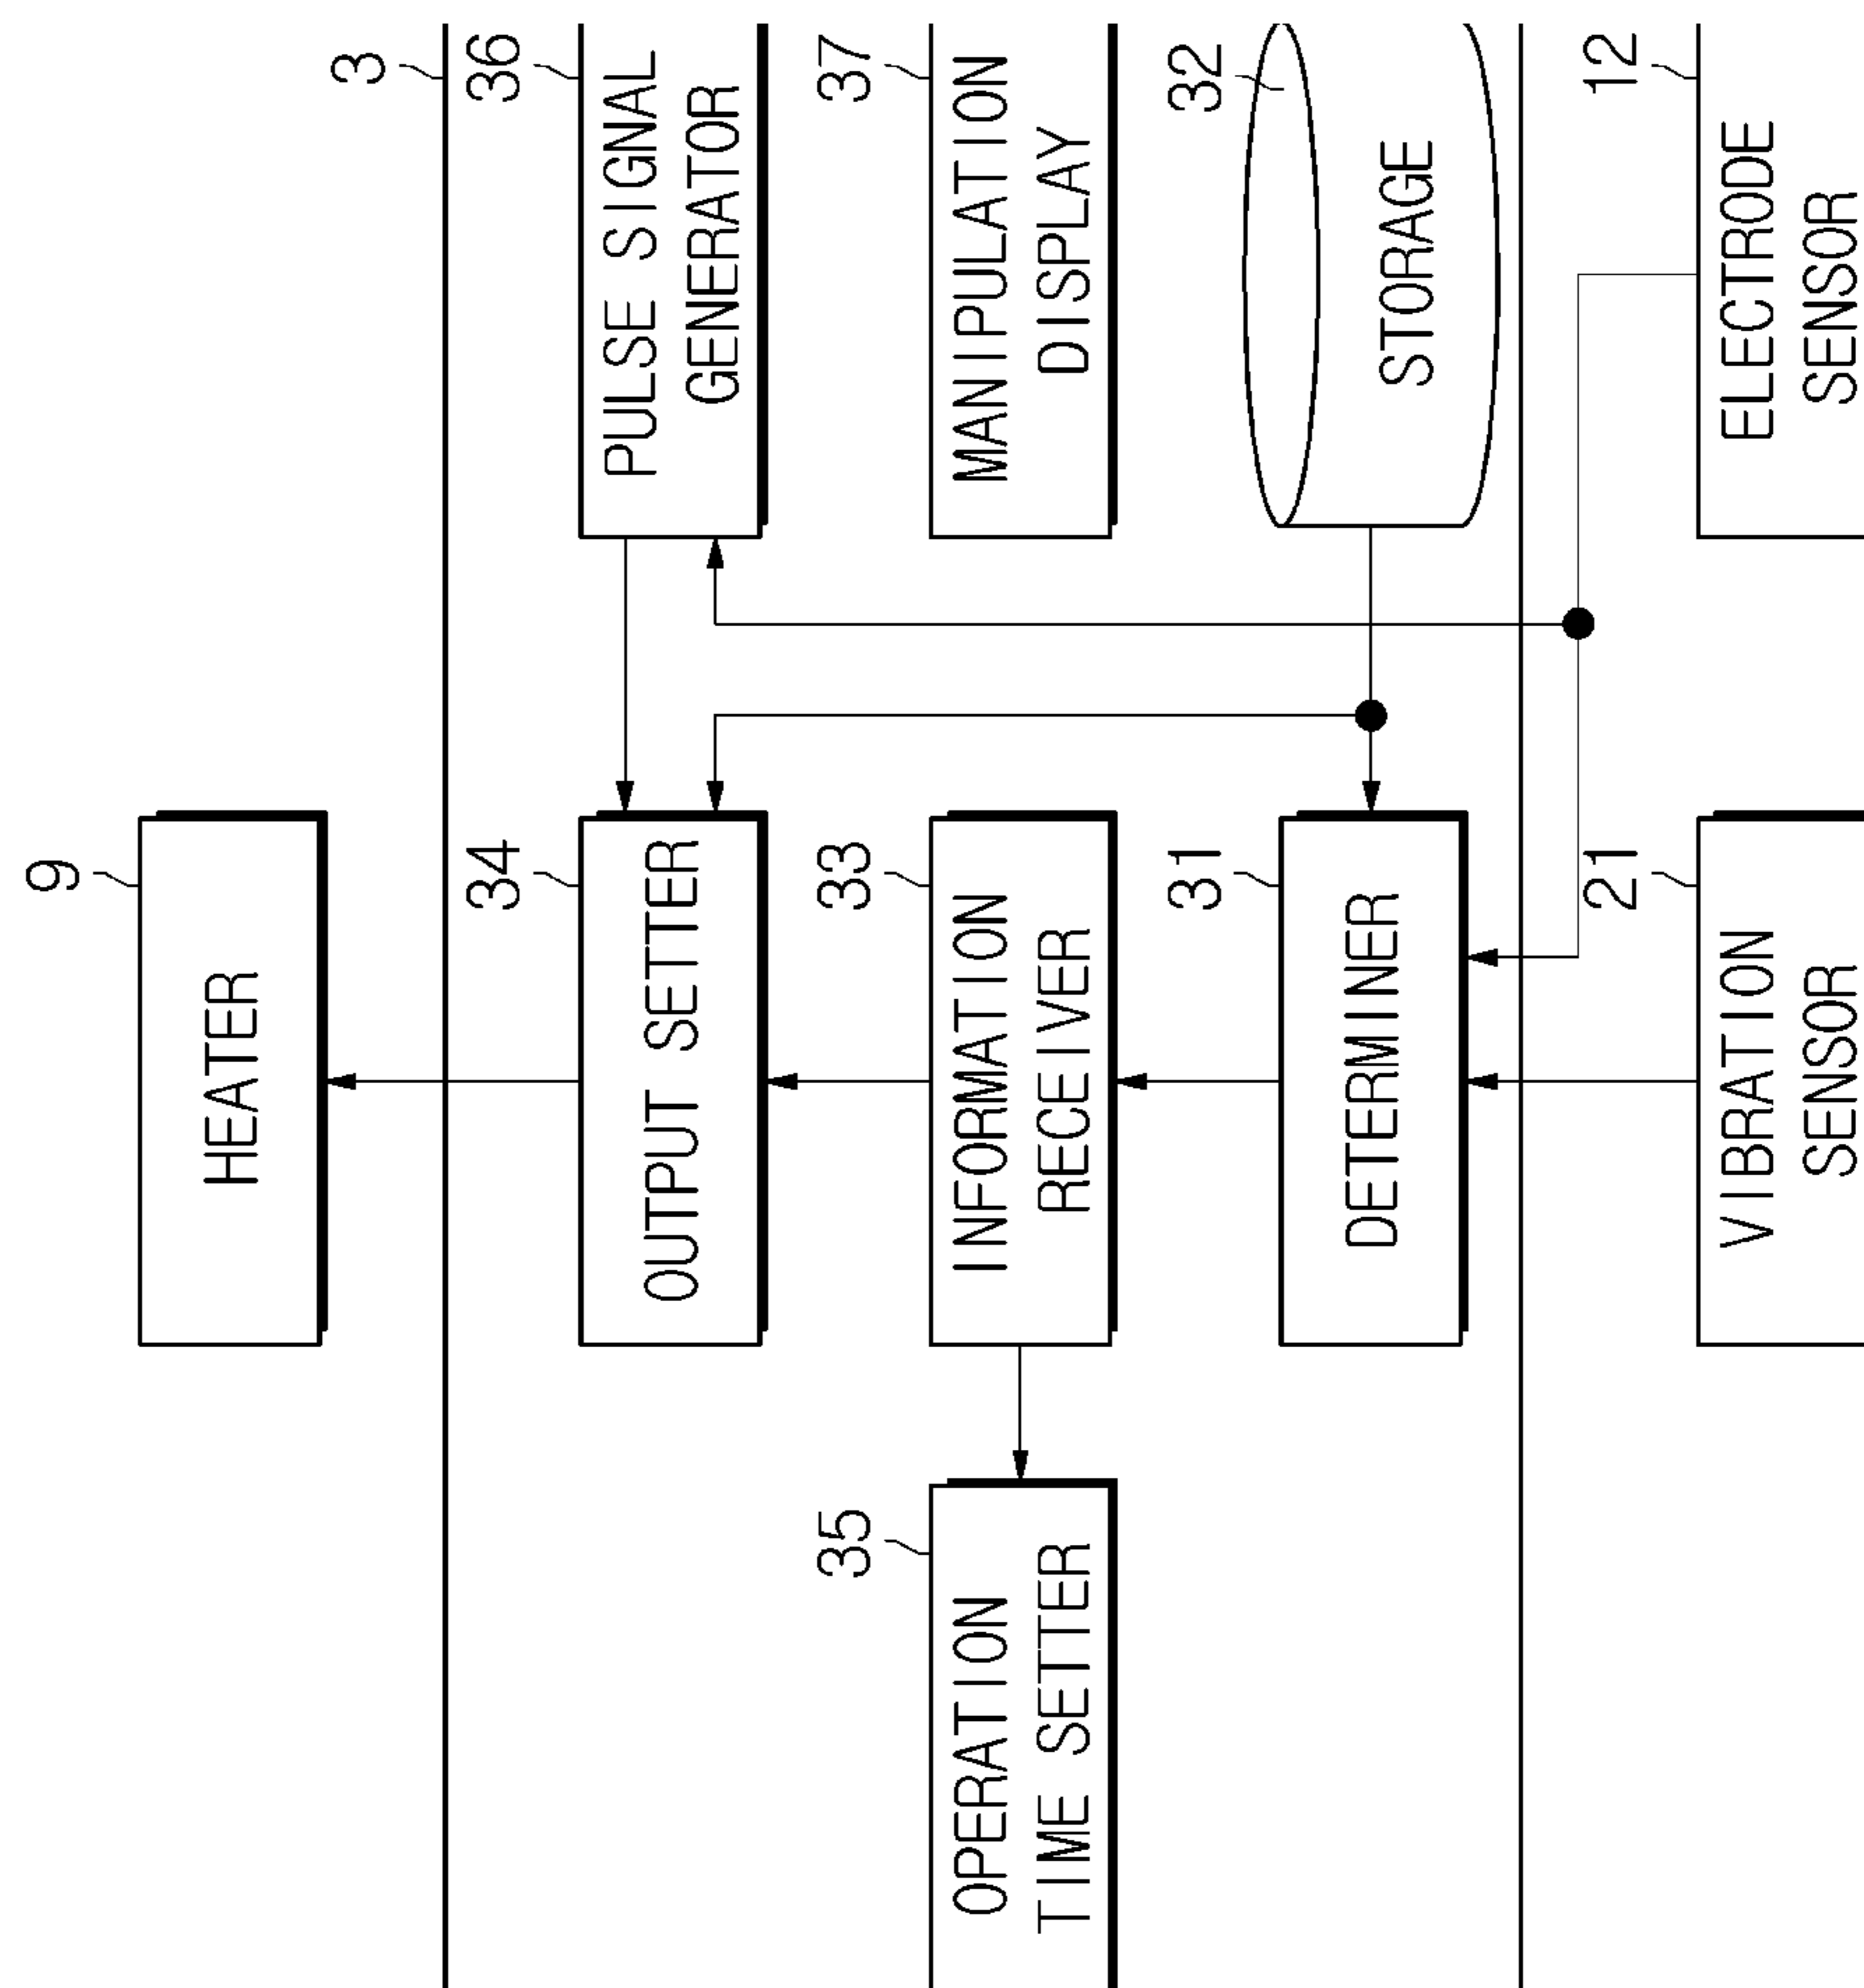 3
36
PULSE SIGNAL
GENERATOR
37
MANIPULATION
DISPLAY
32
STORAGE
12
ELECTRODE
SENSOR
9
HEATER
34
OUTPUT SETTER
33
INFORMATION
RECEIVER
31
DETERMINER
21
VIBRATION
SENSOR
35
OPERATION
TIME SETTER